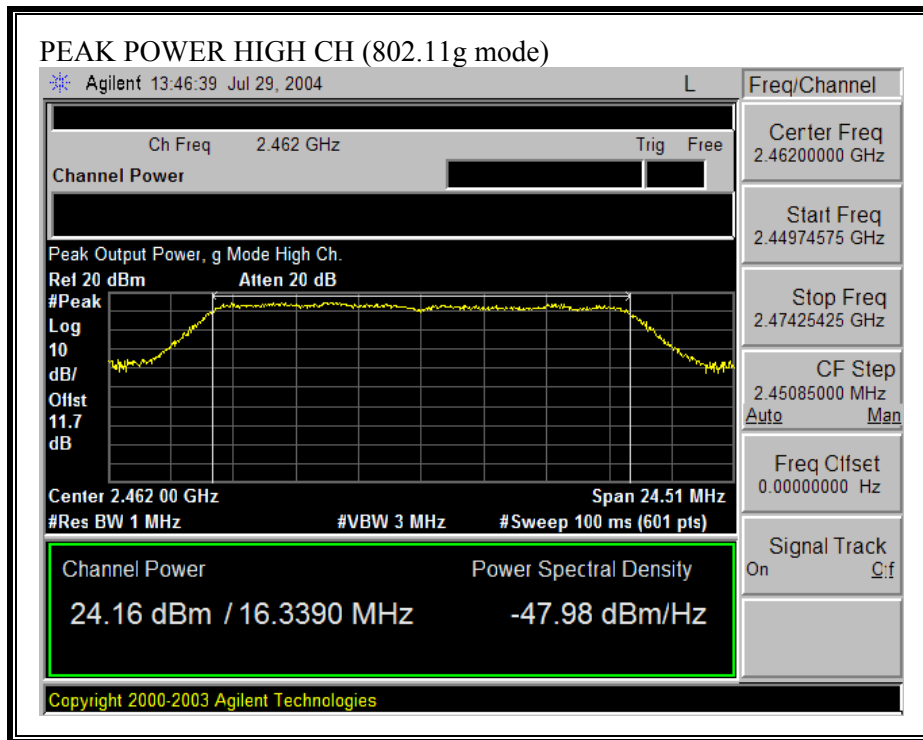 PEAK POWER HIGH CH (802.11g mode)
Agilent 13:46:39 Jul 29, 2004 L
Freq/Channel
Ch Freq 2.462 GHz Trig Free
Channel Power
Center Freq
2.46200000 GHz
Start Freq
2.44974575 GHz
Stop Freq
2.47425425 GHz
CF Step
2.45085000 MHz
Auto Man
Freq Offset
0.00000000 Hz
Signal Track
On Off
Peak Output Power, g Mode High Ch.
Ref 20 dBm Atten 20 dB
#Peak
Log
10
dB/
Offst
11.7
dB
Center 2.462 00 GHz Span 24.51 MHz
#Res BW 1 MHz #VBW 3 MHz #Sweep 100 ms (601 pts)
Channel Power Power Spectral Density
24.16 dBm / 16.3390 MHz -47.98 dBm/Hz
Copyright 2000-2003 Agilent Technologies